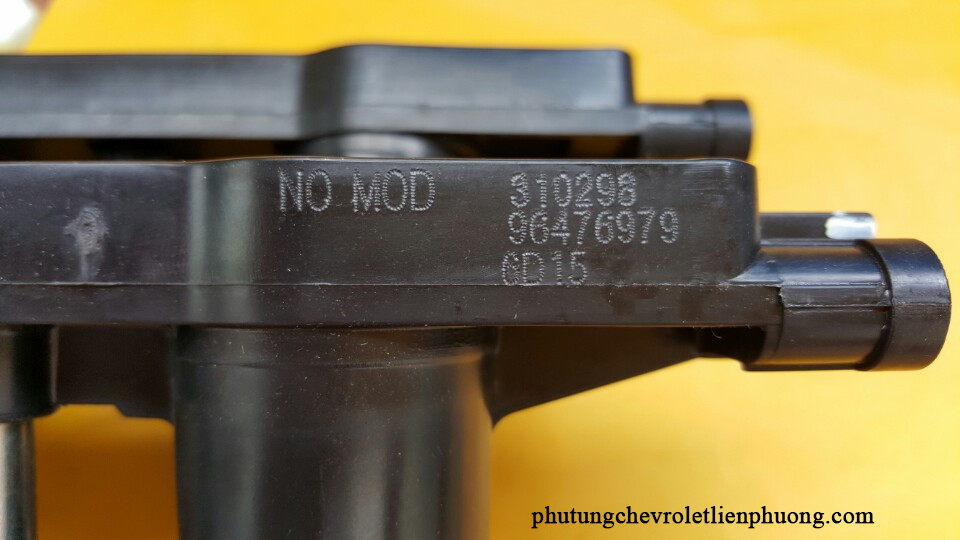 NO MOD 310298
96476979
6D15
phutungchevroletlienphuong.com